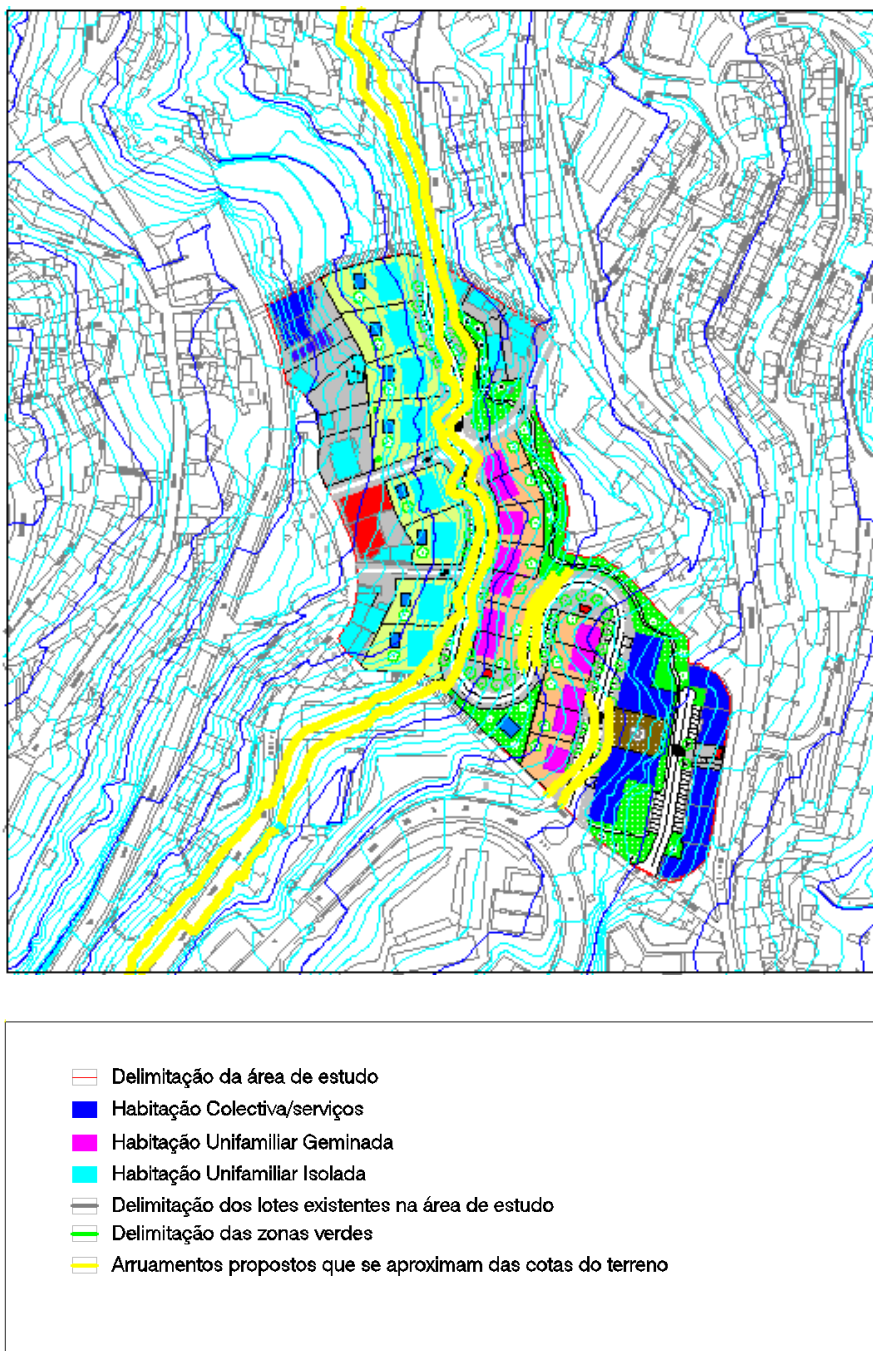 Delimitação da área de estudo
Habitação Colectiva/serviços
Habitação Unifamiliar Geminada
Habitação Unifamiliar Isolada
Delimitação dos lotes existentes na área de estudo
Delimitação das zonas verdes
Arruamentos propostos que se aproximam das cotas do terreno